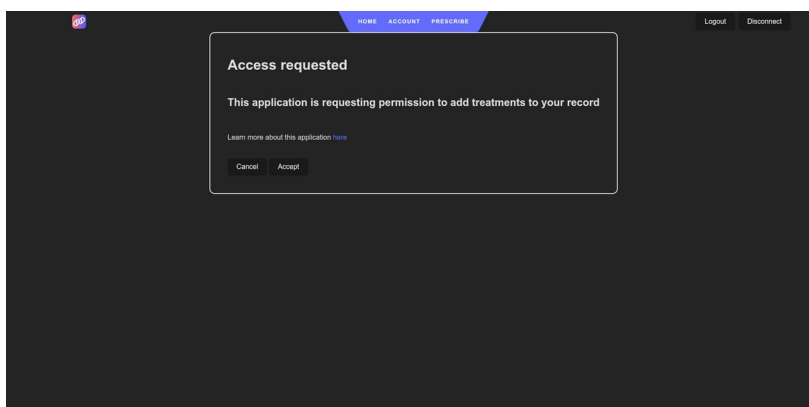 HOME ACCOUNT PRESCRIBE
Logout Disconnect
Access requested
This application is requesting permission to add treatments to your record
Learn more about this application here
Cancel Accept